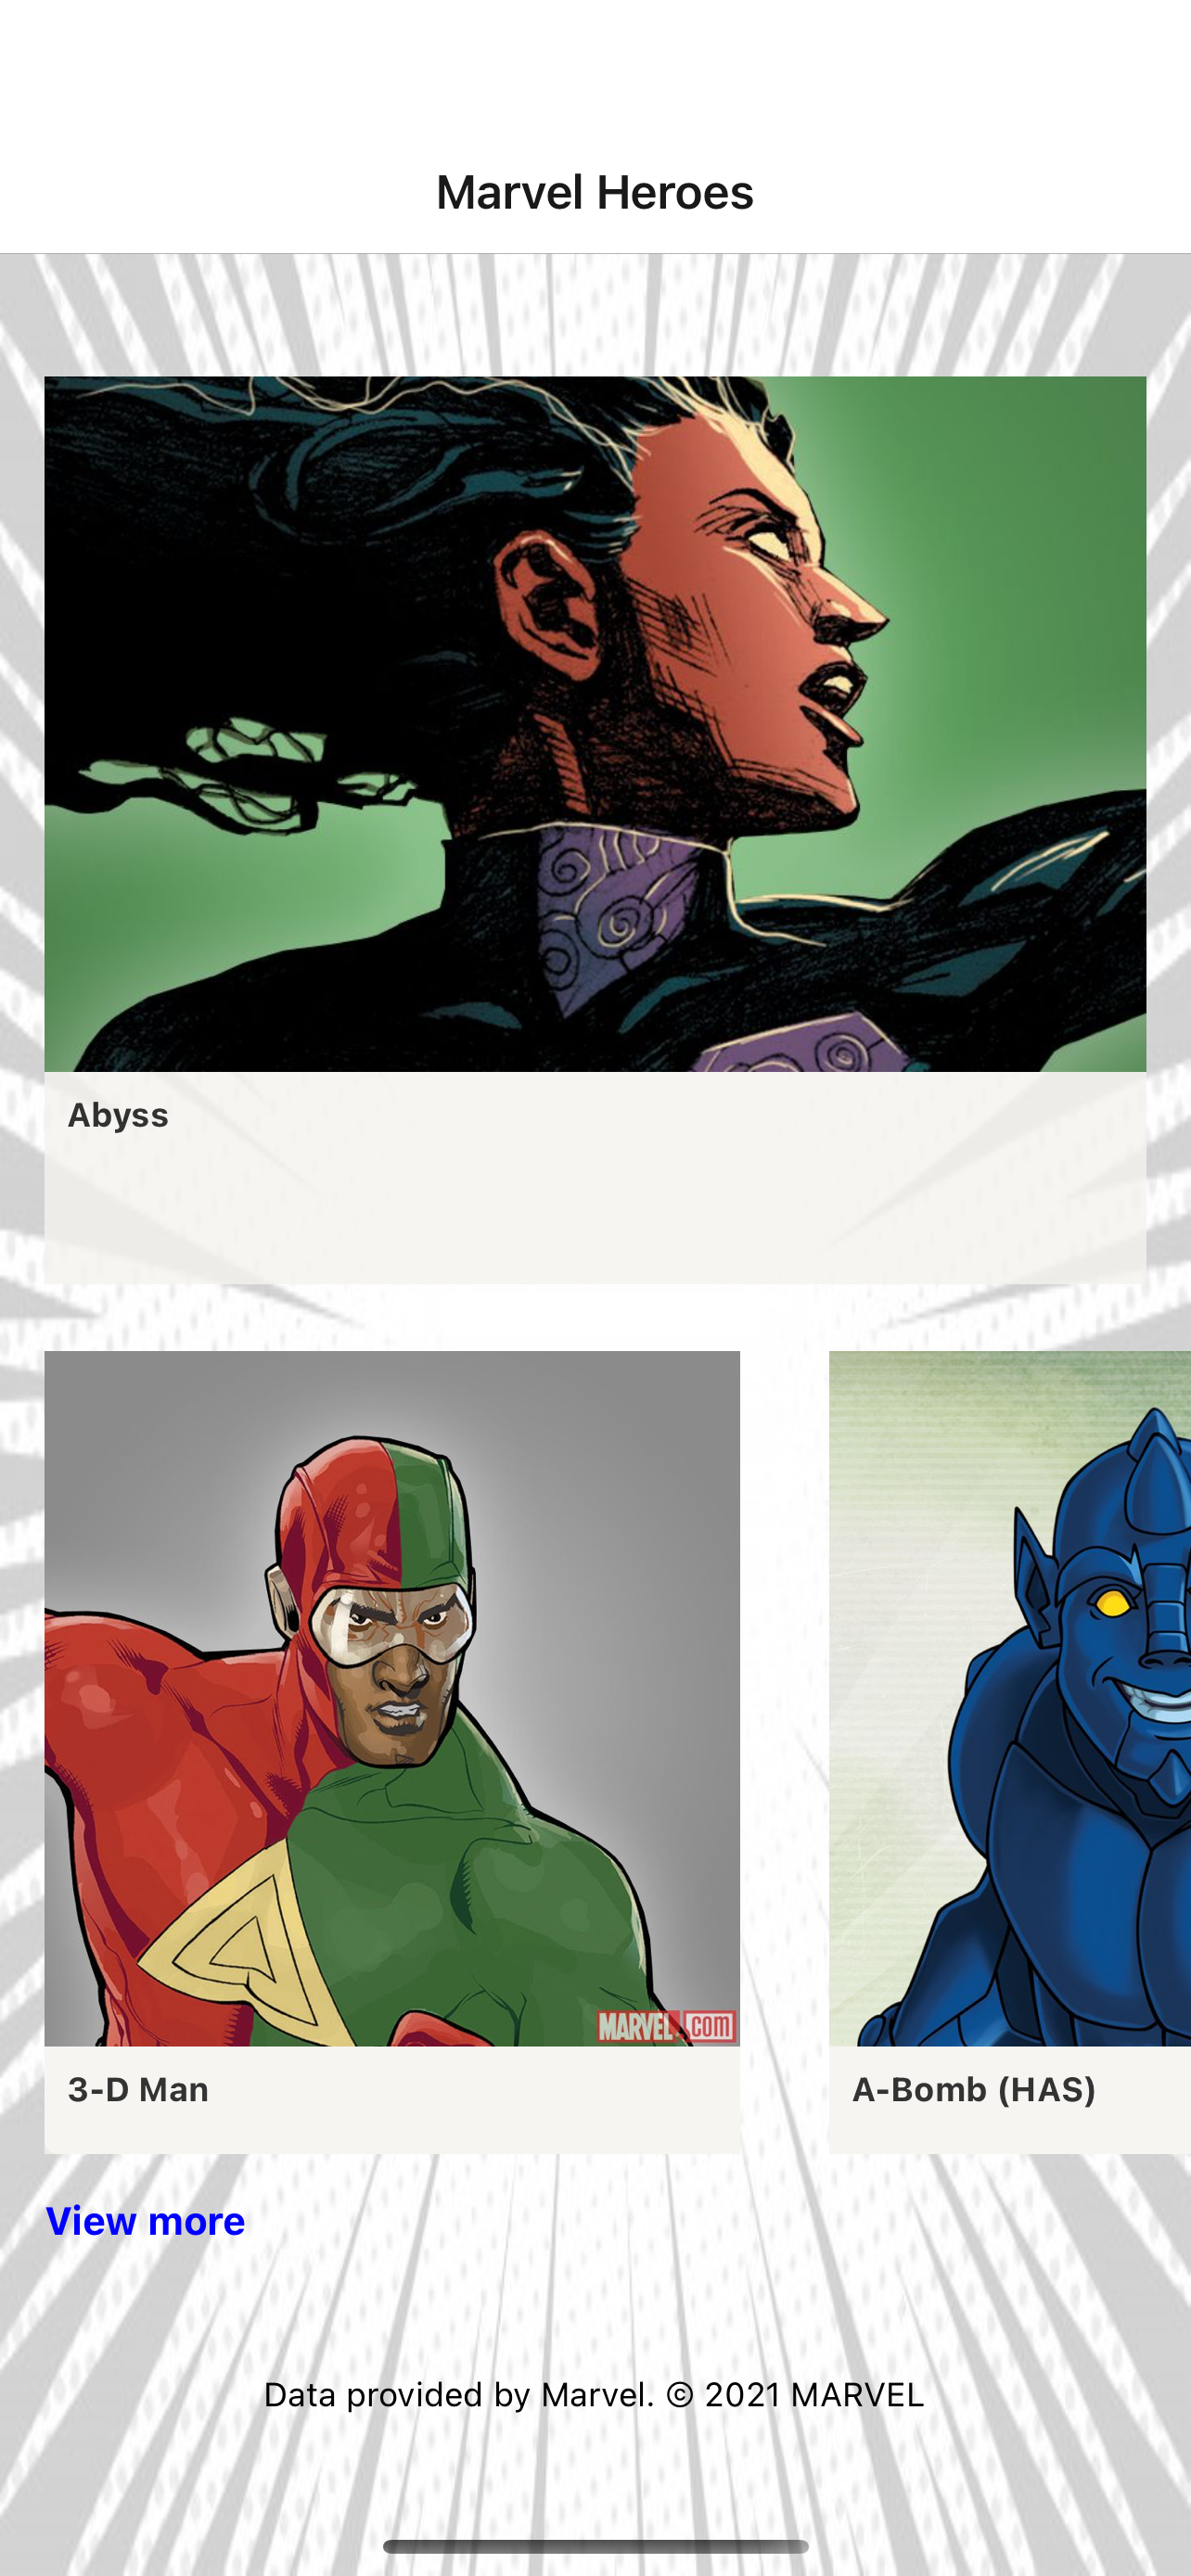 Marvel Heroes
Abyss
MARVEL.com
3-D Man
A-Bomb (HAS)
View more
Data provided by Marvel. © 2021 MARVEL